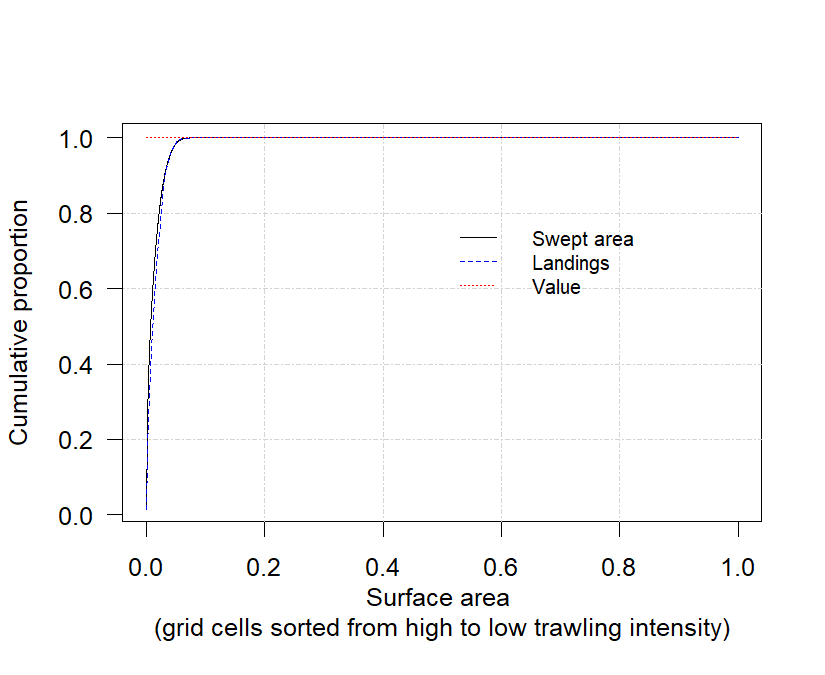 1.0
0.8
0.6
0.4
0.2
0.0
Cumulative proportion
Swept area
Landings
Value
0.0 0.2 0.4 0.6 0.8 1.0
Surface area
(grid cells sorted from high to low trawling intensity)